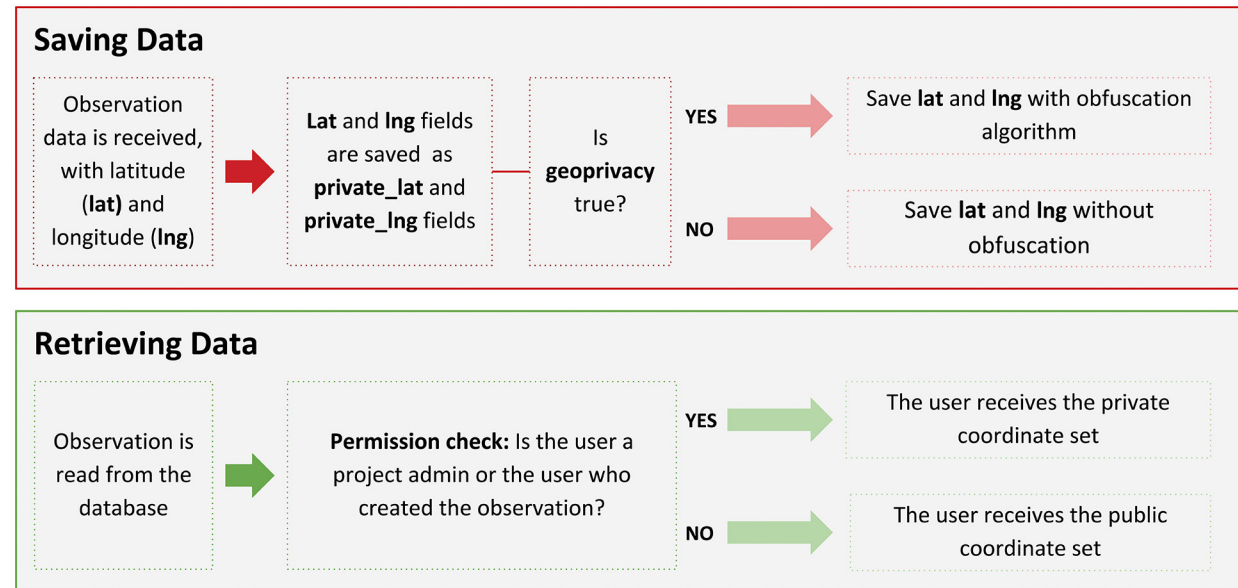 Saving Data
Observation
data is received,
with latitude
(lat) and
longitude (lng)
Lat and lng fields
are saved as
private_lat and
private_lng fields
Is
geoprivacy
true?
YES
Save lat and lng with obfuscation
algorithm
NO
Save lat and lng without
obfuscation
Retrieving Data
Observation is
read from the
database
Permission check: Is the user a
project admin or the user who
created the observation?
YES
The user receives the private
coordinate set
NO
The user receives the public
coordinate set